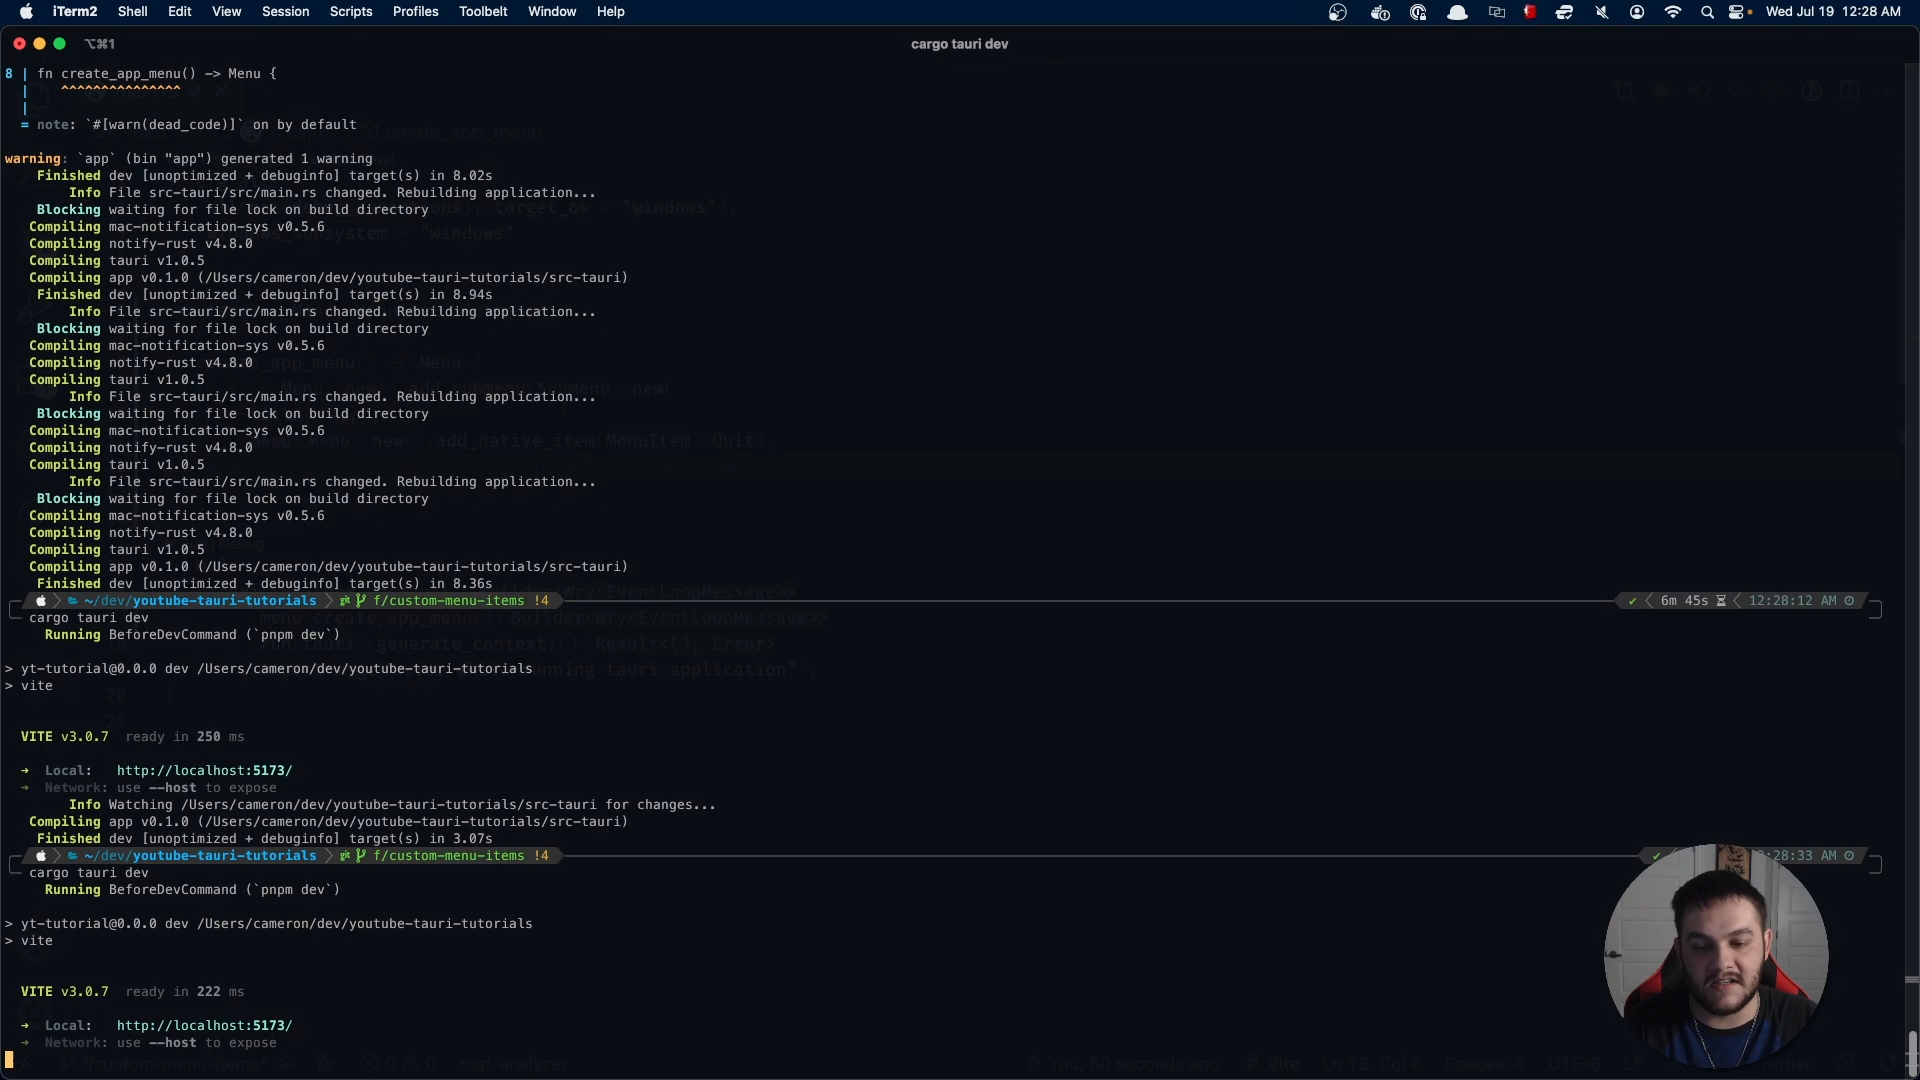 iTerm2 Shell Edit View Session Scripts Profiles Toolbelt Window Help Wed Jul 19 12:28 AM
⌥⌘1 cargo tauri dev
8 | fn create_app_menu() -> Menu {
| ^^^^^^^^^^^^^^^
|
= note: `#[warn(dead_code)]` on by default
warning: `app` (bin "app") generated 1 warning
Finished dev [unoptimized + debuginfo] target(s) in 8.02s
Info File src-tauri/src/main.rs changed. Rebuilding application...
Blocking waiting for file lock on build directory
Compiling mac-notification-sys v0.5.6
Compiling notify-rust v4.8.0
Compiling tauri v1.0.5
Compiling app v0.1.0 (/Users/cameron/dev/youtube-tauri-tutorials/src-tauri)
Finished dev [unoptimized + debuginfo] target(s) in 8.94s
Info File src-tauri/src/main.rs changed. Rebuilding application...
Blocking waiting for file lock on build directory
Compiling mac-notification-sys v0.5.6
Compiling notify-rust v4.8.0
Compiling tauri v1.0.5
Info File src-tauri/src/main.rs changed. Rebuilding application...
Blocking waiting for file lock on build directory
Compiling mac-notification-sys v0.5.6
Compiling notify-rust v4.8.0
Compiling tauri v1.0.5
Info File src-tauri/src/main.rs changed. Rebuilding application...
Blocking waiting for file lock on build directory
Compiling mac-notification-sys v0.5.6
Compiling notify-rust v4.8.0
Compiling tauri v1.0.5
Compiling app v0.1.0 (/Users/cameron/dev/youtube-tauri-tutorials/src-tauri)
Finished dev [unoptimized + debuginfo] target(s) in 8.36s
~/dev/youtube-tauri-tutorials f/custom-menu-items !4 ✔ 6m 45s 12:28:12 AM
cargo tauri dev
Running BeforeDevCommand (`pnpm dev`)
> yt-tutorial@0.0.0 dev /Users/cameron/dev/youtube-tauri-tutorials
> vite
VITE v3.0.7 ready in 250 ms
➜ Local: http://localhost:5173/
➜ Network: use --host to expose
Info Watching /Users/cameron/dev/youtube-tauri-tutorials/src-tauri for changes...
Compiling app v0.1.0 (/Users/cameron/dev/youtube-tauri-tutorials/src-tauri)
Finished dev [unoptimized + debuginfo] target(s) in 3.07s
~/dev/youtube-tauri-tutorials f/custom-menu-items !4 ✔ :28:33 AM
cargo tauri dev
Running BeforeDevCommand (`pnpm dev`)
> yt-tutorial@0.0.0 dev /Users/cameron/dev/youtube-tauri-tutorials
> vite
VITE v3.0.7 ready in 222 ms
➜ Local: http://localhost:5173/
➜ Network: use --host to expose